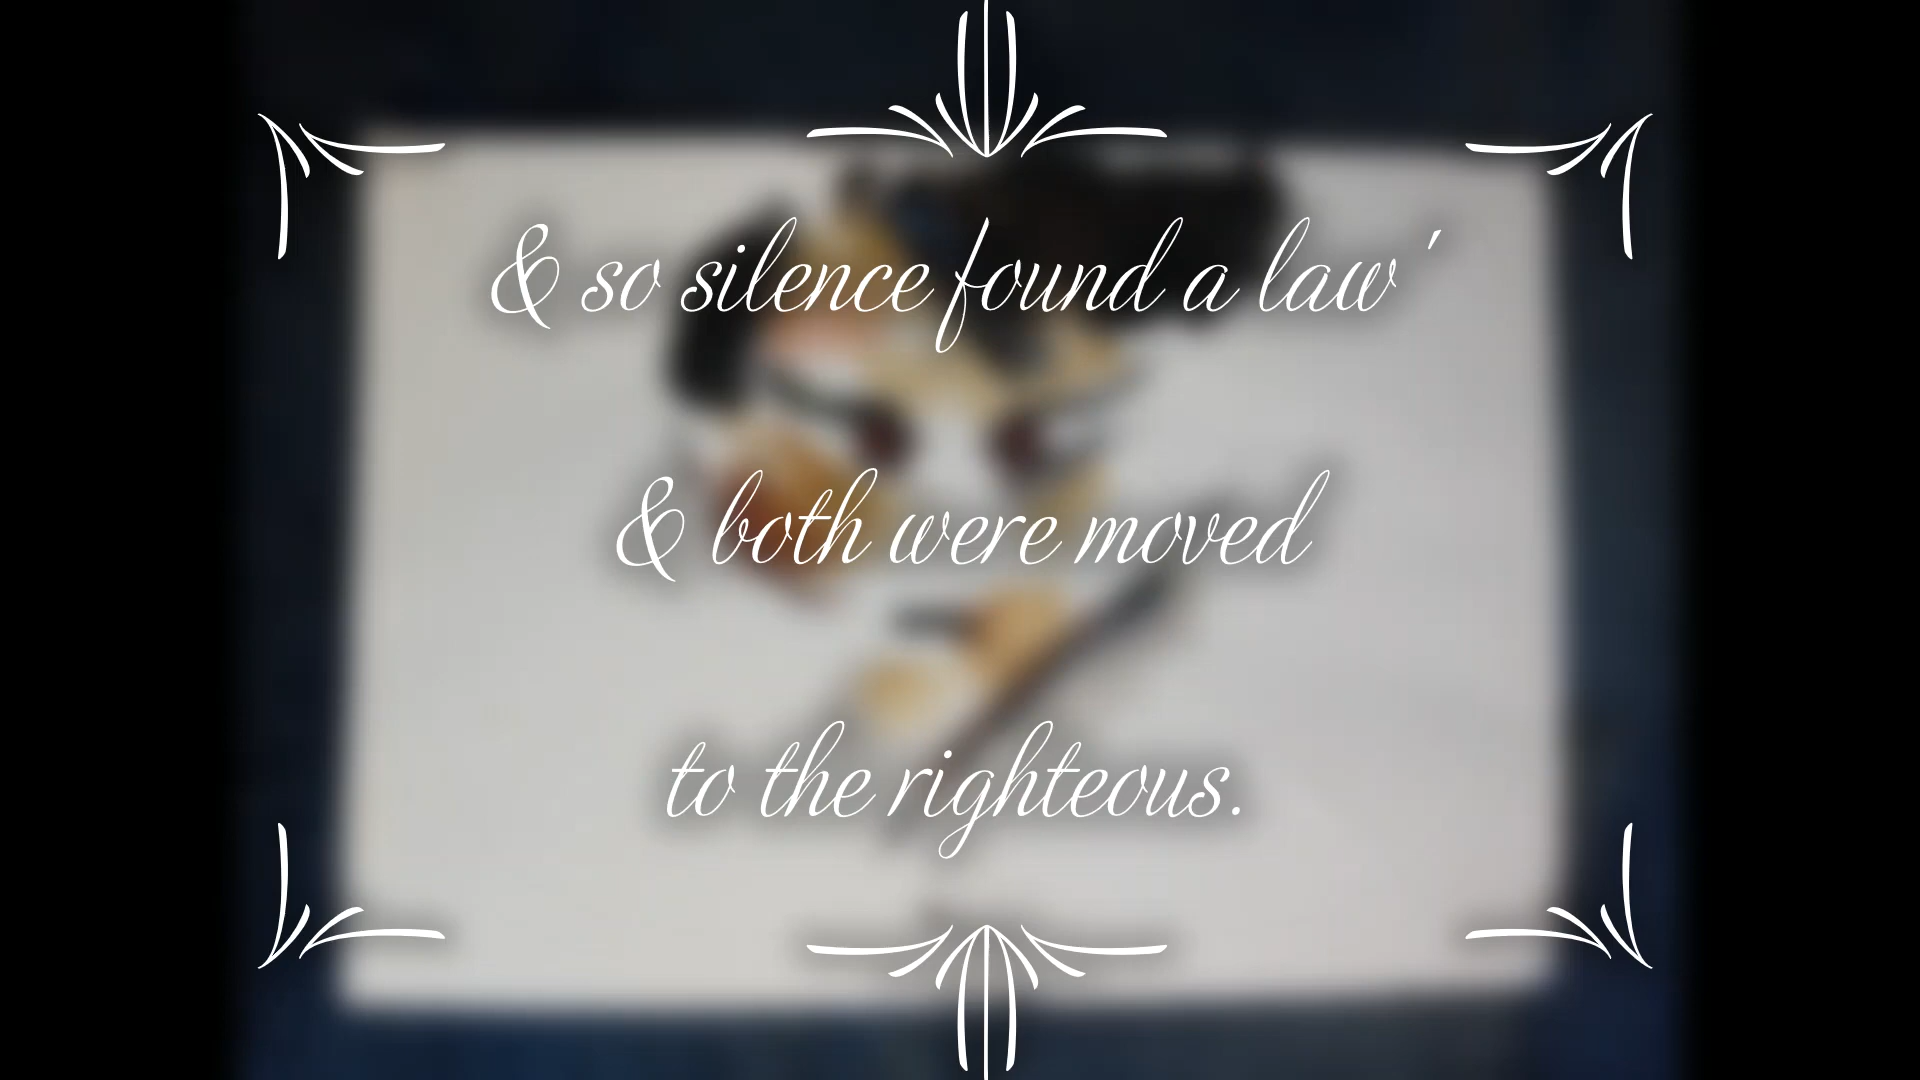 & so silence found a law'
& both were moved
to the righteous.